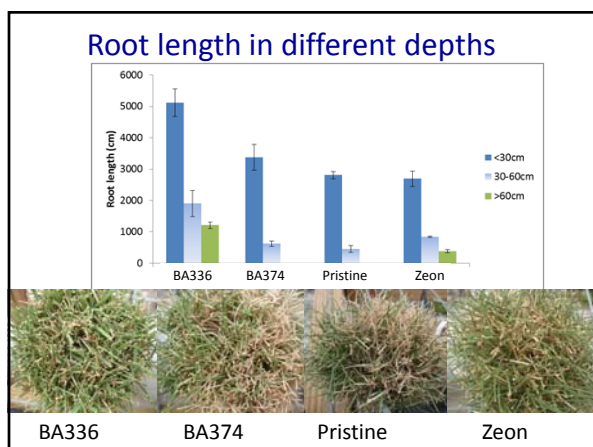 Root length in different depths
6000
5000
4000
3000
2000
1000
0
Root length (cm)
<30cm
30-60cm
>60cm
BA336 BA374 Pristine Zeon
BA336 BA374 Pristine Zeon